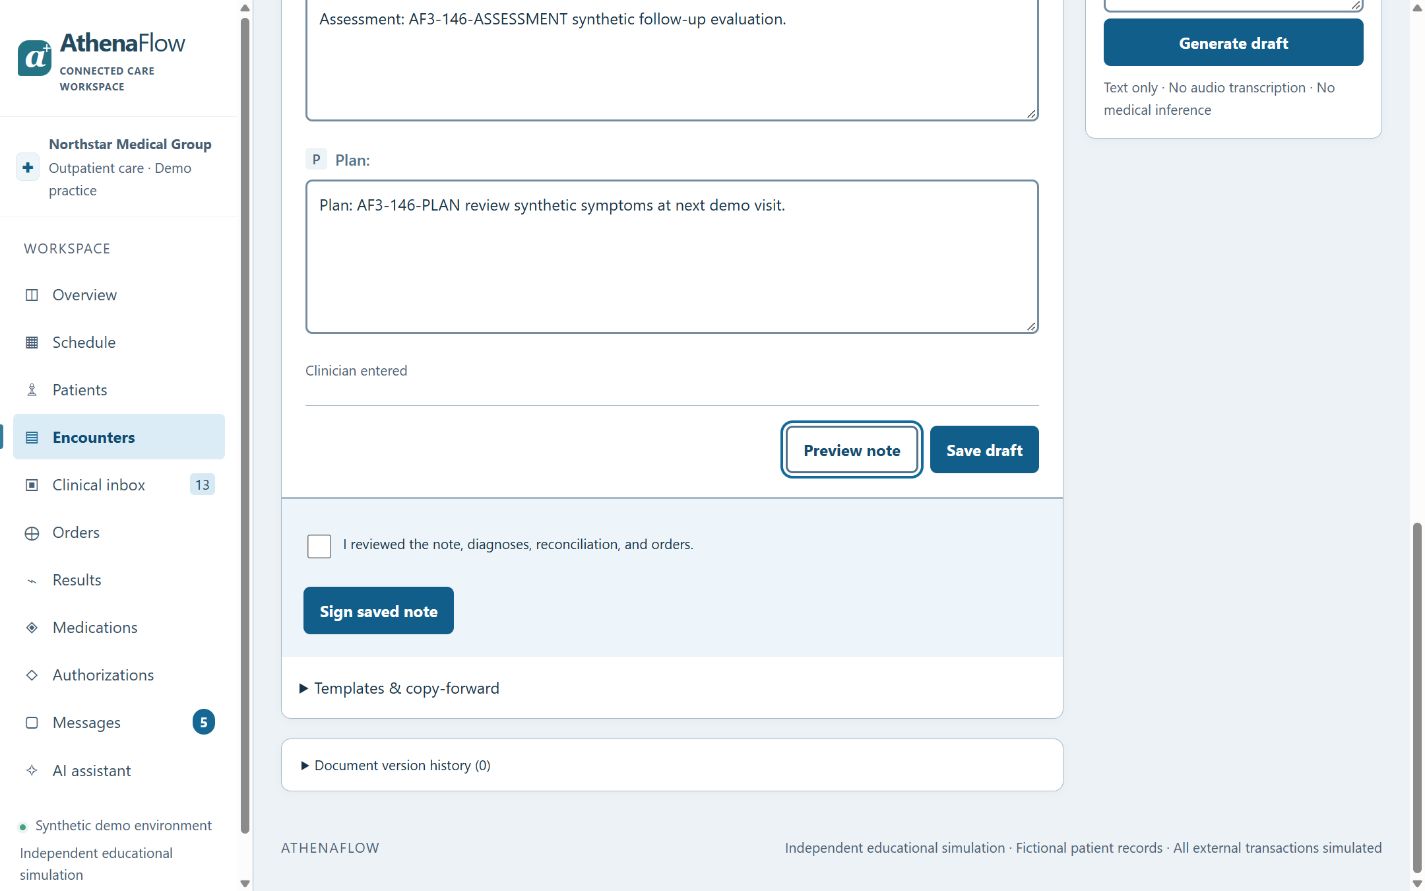 AthenaFlow
CONNECTED CARE
WORKSPACE
Northstar Medical Group
Outpatient care · Demo
practice
WORKSPACE
Overview
Schedule
Patients
Encounters
Clinical inbox 13
Orders
Results
Medications
Authorizations
Messages 5
AI assistant
Synthetic demo environment
Independent educational
simulation
Assessment: AF3-146-ASSESSMENT synthetic follow-up evaluation.
P Plan:
Plan: AF3-146-PLAN review synthetic symptoms at next demo visit.
Clinician entered
Preview note Save draft
I reviewed the note, diagnoses, reconciliation, and orders.
Sign saved note
Templates & copy-forward
Document version history (0)
Generate draft
Text only · No audio transcription · No
medical inference
ATHENAFLOW
Independent educational simulation · Fictional patient records · All external transactions simulated